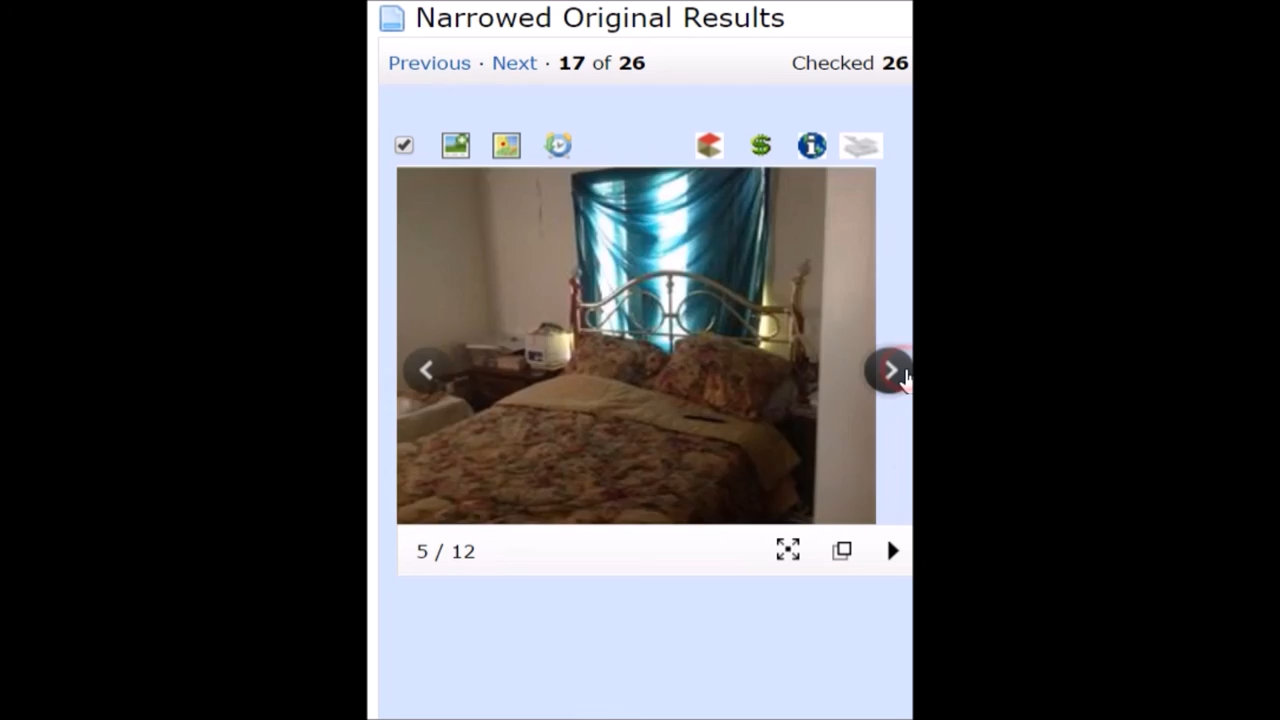 Narrowed Original Results
Previous · Next · 17 of 26 Checked 26
5 / 12